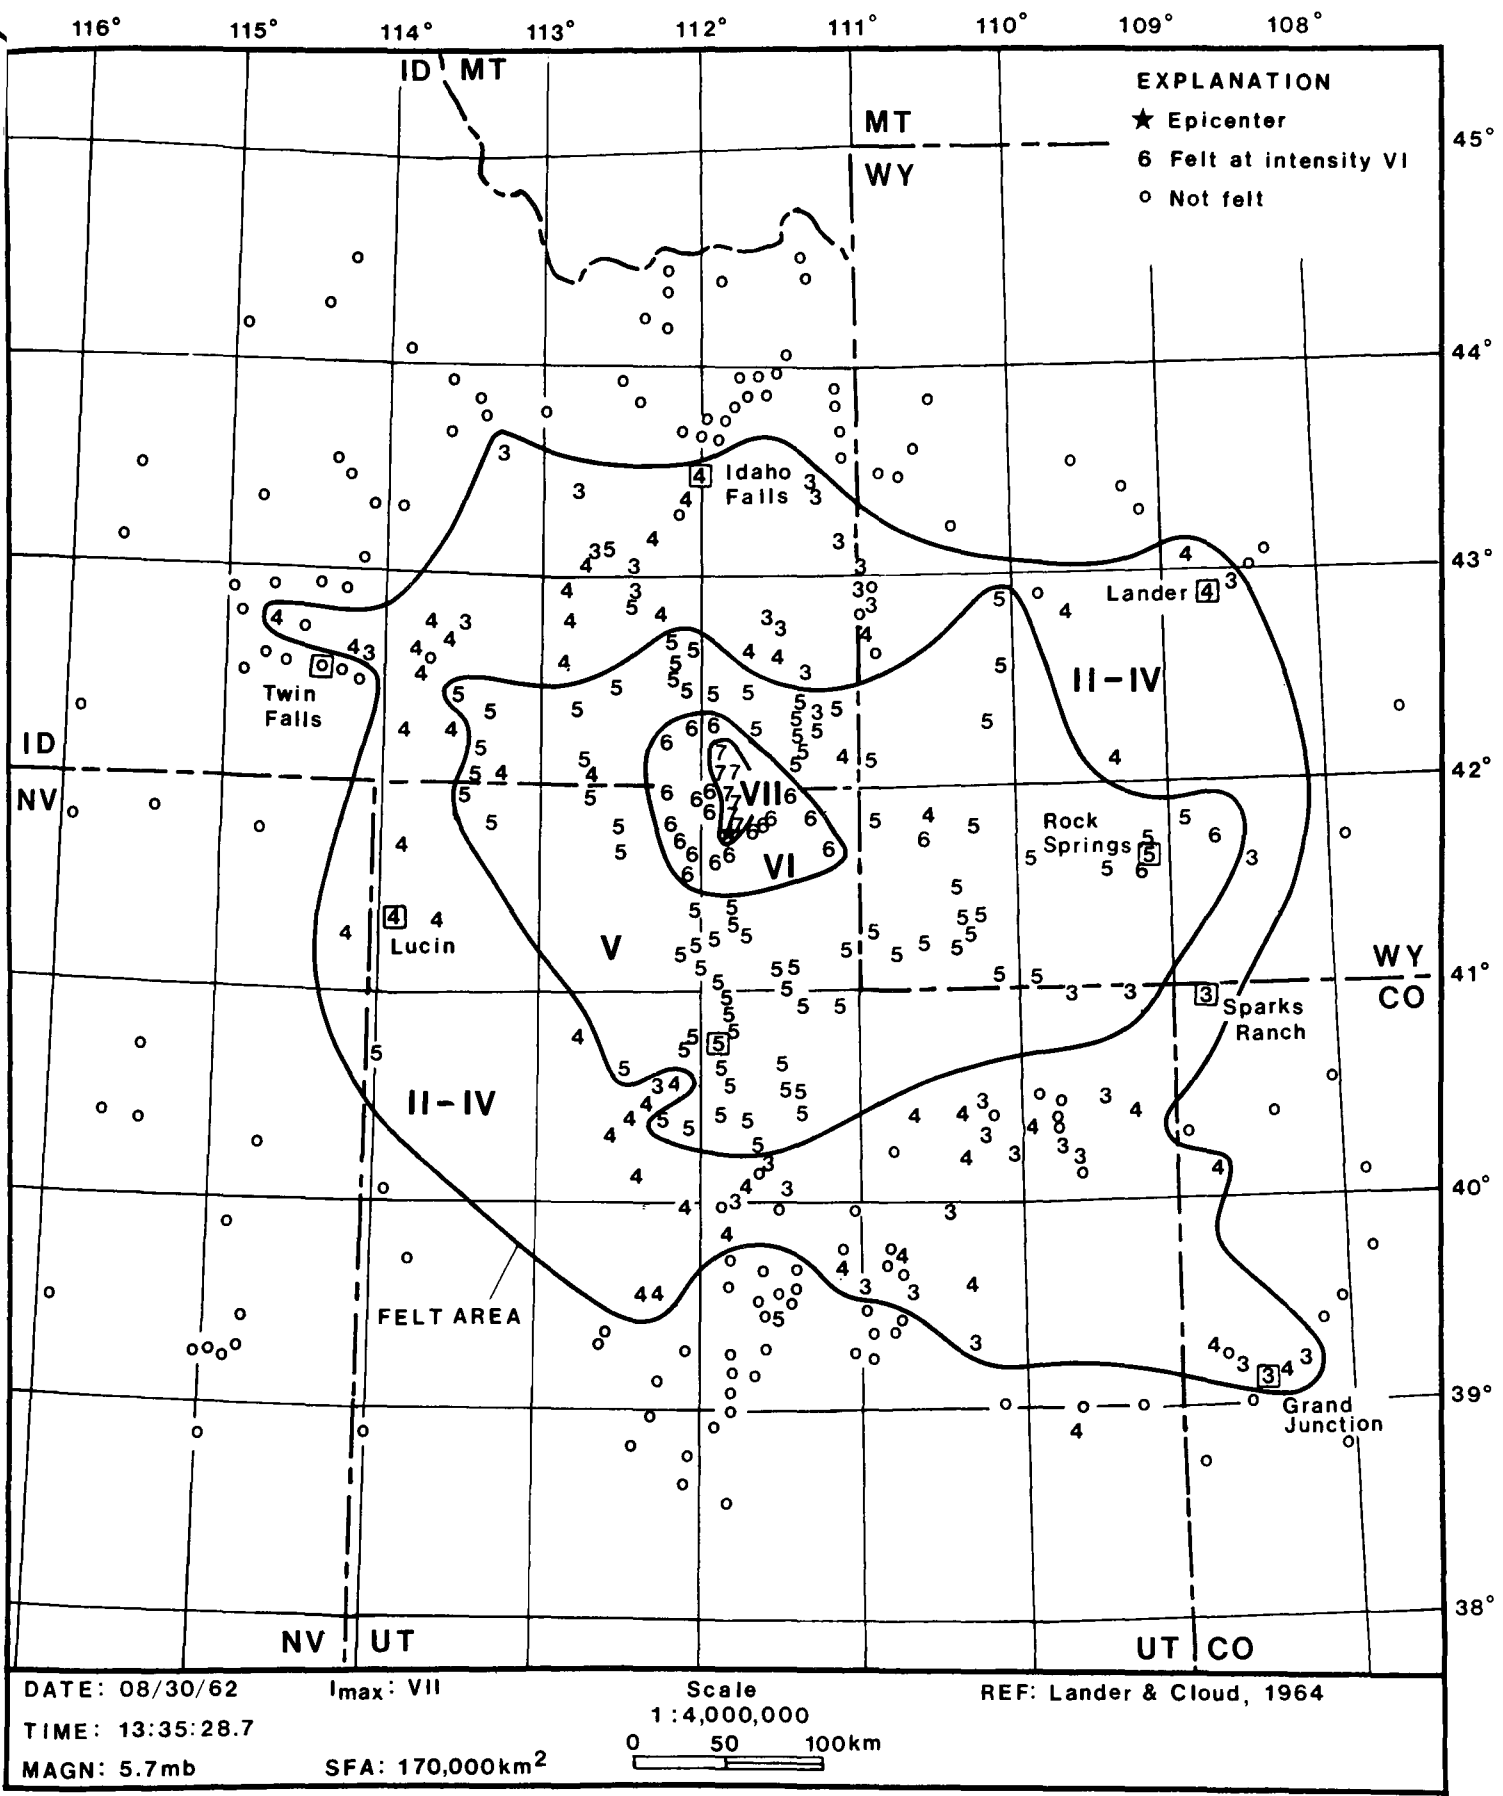 116° 115° 114° 113° 112° 111° 110° 109° 108°
ID MT
EXPLANATION
★ Epicenter
6 Felt at intensity VI
o Not felt
MT
WY
45°
44°
43°
42°
41°
40°
39°
38°
Idaho
Falls
Lander
II-IV
Twin
Falls
ID
NV
VII
VI
Rock
Springs
Lucin
V
WY
CO
Sparks
Ranch
II-IV
FELT AREA
Grand
Junction
NV UT
UT CO
DATE: 08/30/62 Imax: VII
TIME: 13:35:28.7
MAGN: 5.7mb SFA: 170,000km²
Scale
1:4,000,000
0 50 100km
REF: Lander & Cloud, 1964